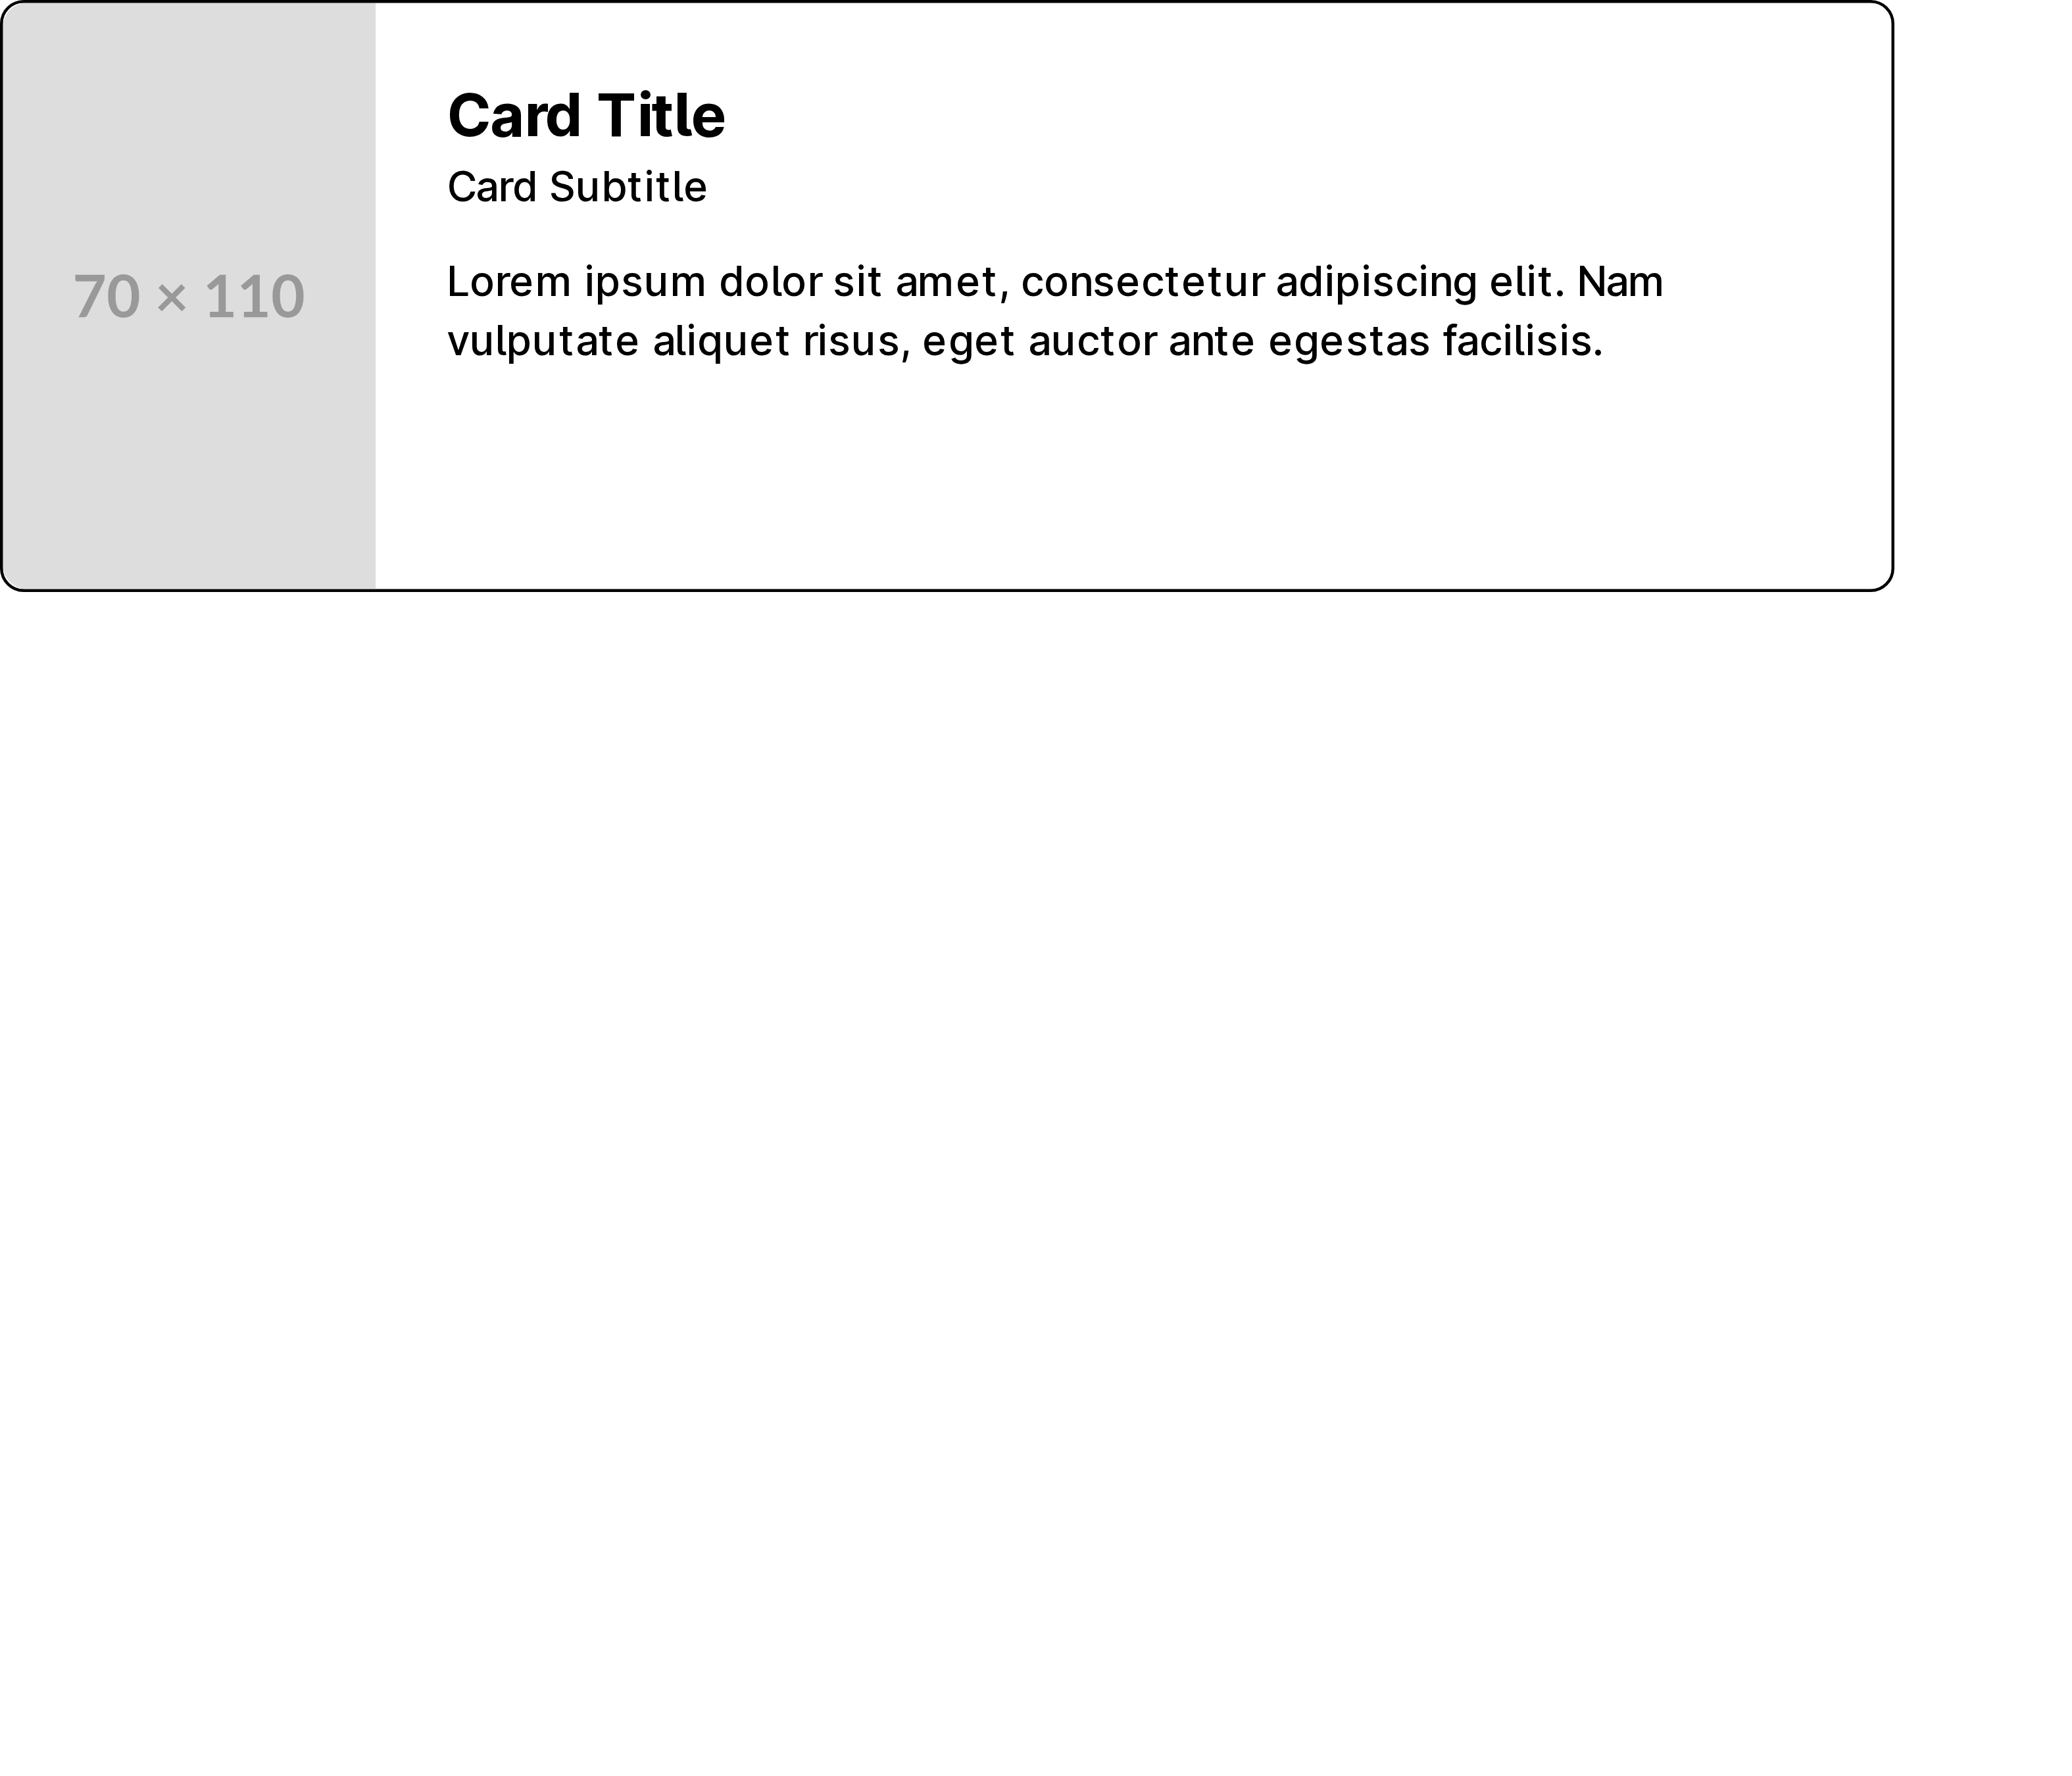 70 × 110
Card Title
Card Subtitle
Lorem ipsum dolor sit amet, consectetur adipiscing elit. Nam
vulputate aliquet risus, eget auctor ante egestas facilisis.